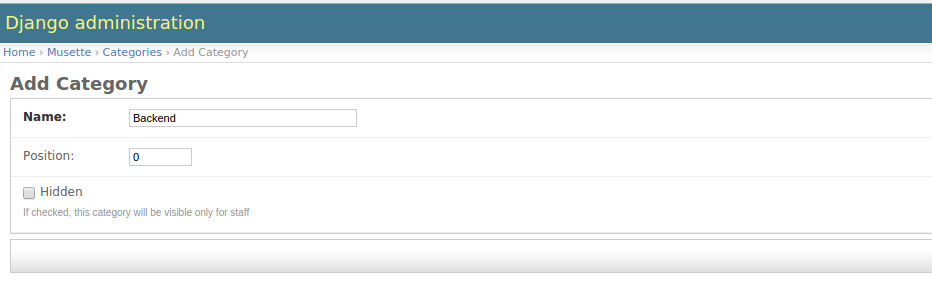 Django administration
Home › Musette › Categories › Add Category
Add Category
Name: Backend
Position: 0
Hidden
If checked, this category will be visible only for staff